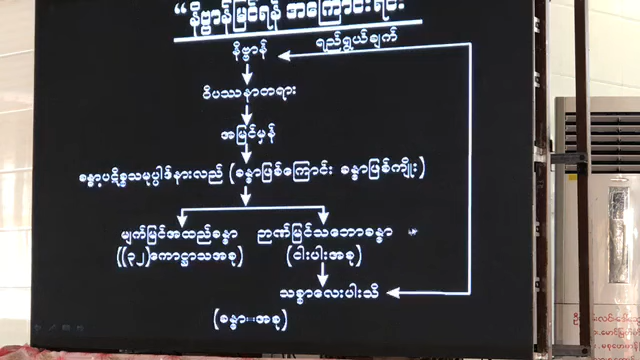 “နိဗ္ဗာန်မြင်ရန် အကြောင်းရင်း
နိဗ္ဗာန်
ရည်ရွယ်ချက်
ဝိပဿနာတရား
အမြင်မှန်
ခန္ဓာ့ပဋိစ္စသမုပ္ပါဒ်နားလည် (ခန္ဓာဖြစ်ကြောင်း ခန္ဓာဖြစ်ကျိုး)
မျက်မြင်အထည်ခန္ဓာ ဉာဏ်မြင်သဘောခန္ဓာ
((၃၂)ကောဋ္ဌာသအစု) (ငါးပါးအစု)
သစ္စာလေးပါးသိ
(ခန္ဓာ=အစု)